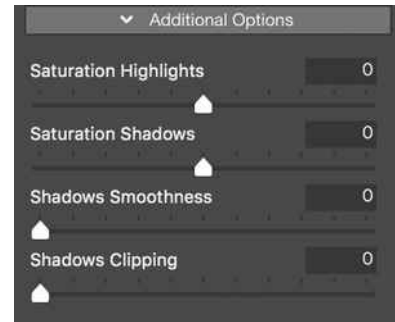 Additional Options
Saturation Highlights 0
Saturation Shadows 0
Shadows Smoothness 0
Shadows Clipping 0